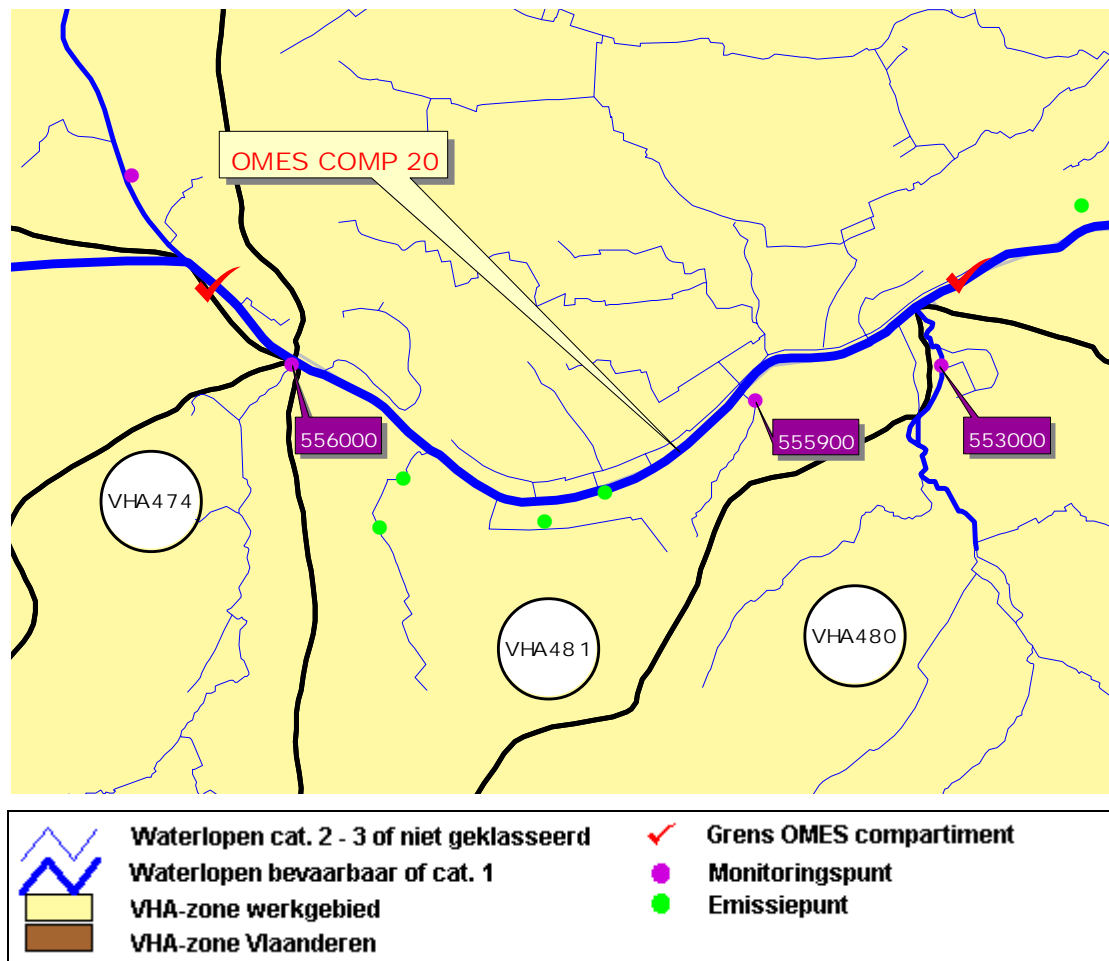 OMES COMP 20
556000
555900
553000
VHA474
VHA481
VHA480
Waterlopen cat. 2 - 3 of niet geklasseerd
Waterlopen bevaarbaar of cat. 1
VHA-zone werkgebied
VHA-zone Vlaanderen
Grens OMES compartiment
Monitoringspunt
Emissiepunt